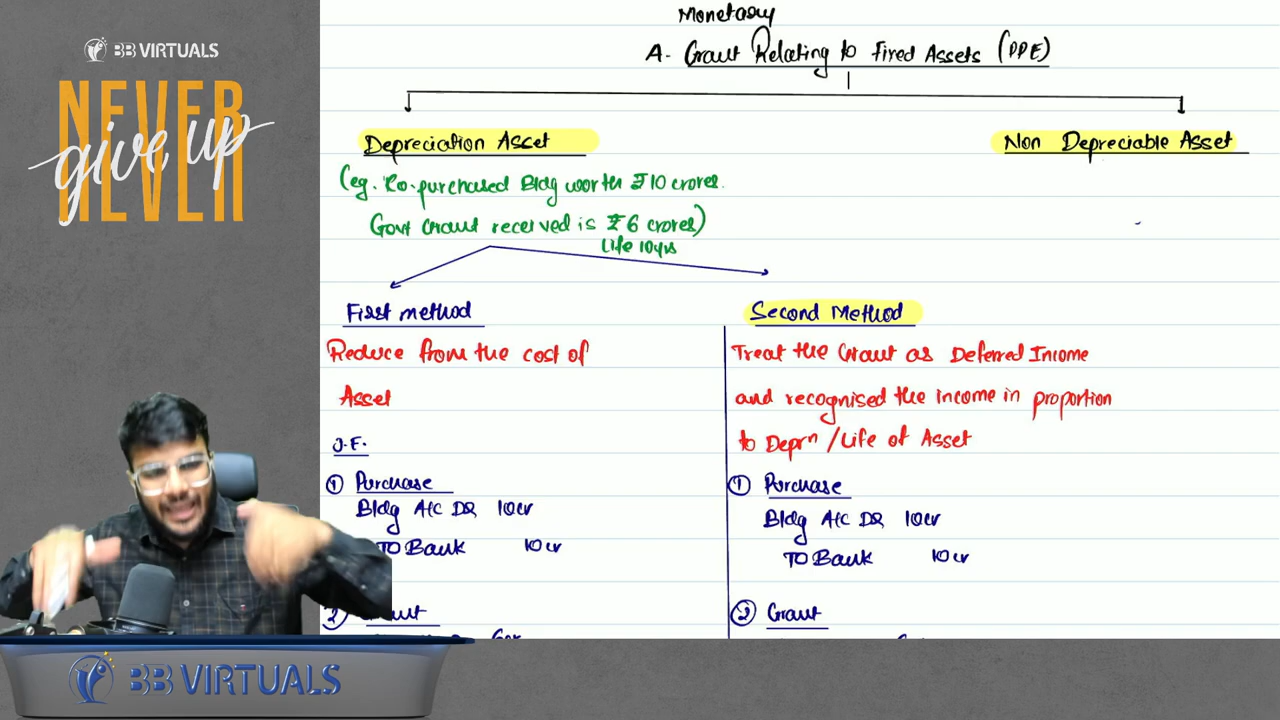 BB VIRTUALS
NEVER
give up
NEVER
Monetary
A. Grant Relating to Fixed Assets (PPE)
Depreciation Asset
Non Depreciable Asset
(eg. Co. purchased Bldg worth ₹10 crores.
Govt Grant received is ₹6 crores)
Life 10yrs
First method
Second Method
Reduce from the cost of
Asset
Treat the Grant as Deferred Income
and recognised the income in proportion
to Deprn /Life of Asset
J.E.
① Purchase
Bldg A/C DR 10cr
TO Bank 10cr
① Purchase
Bldg A/C DR 10cr
TO Bank 10cr
②
② Grant
BB VIRTUALS